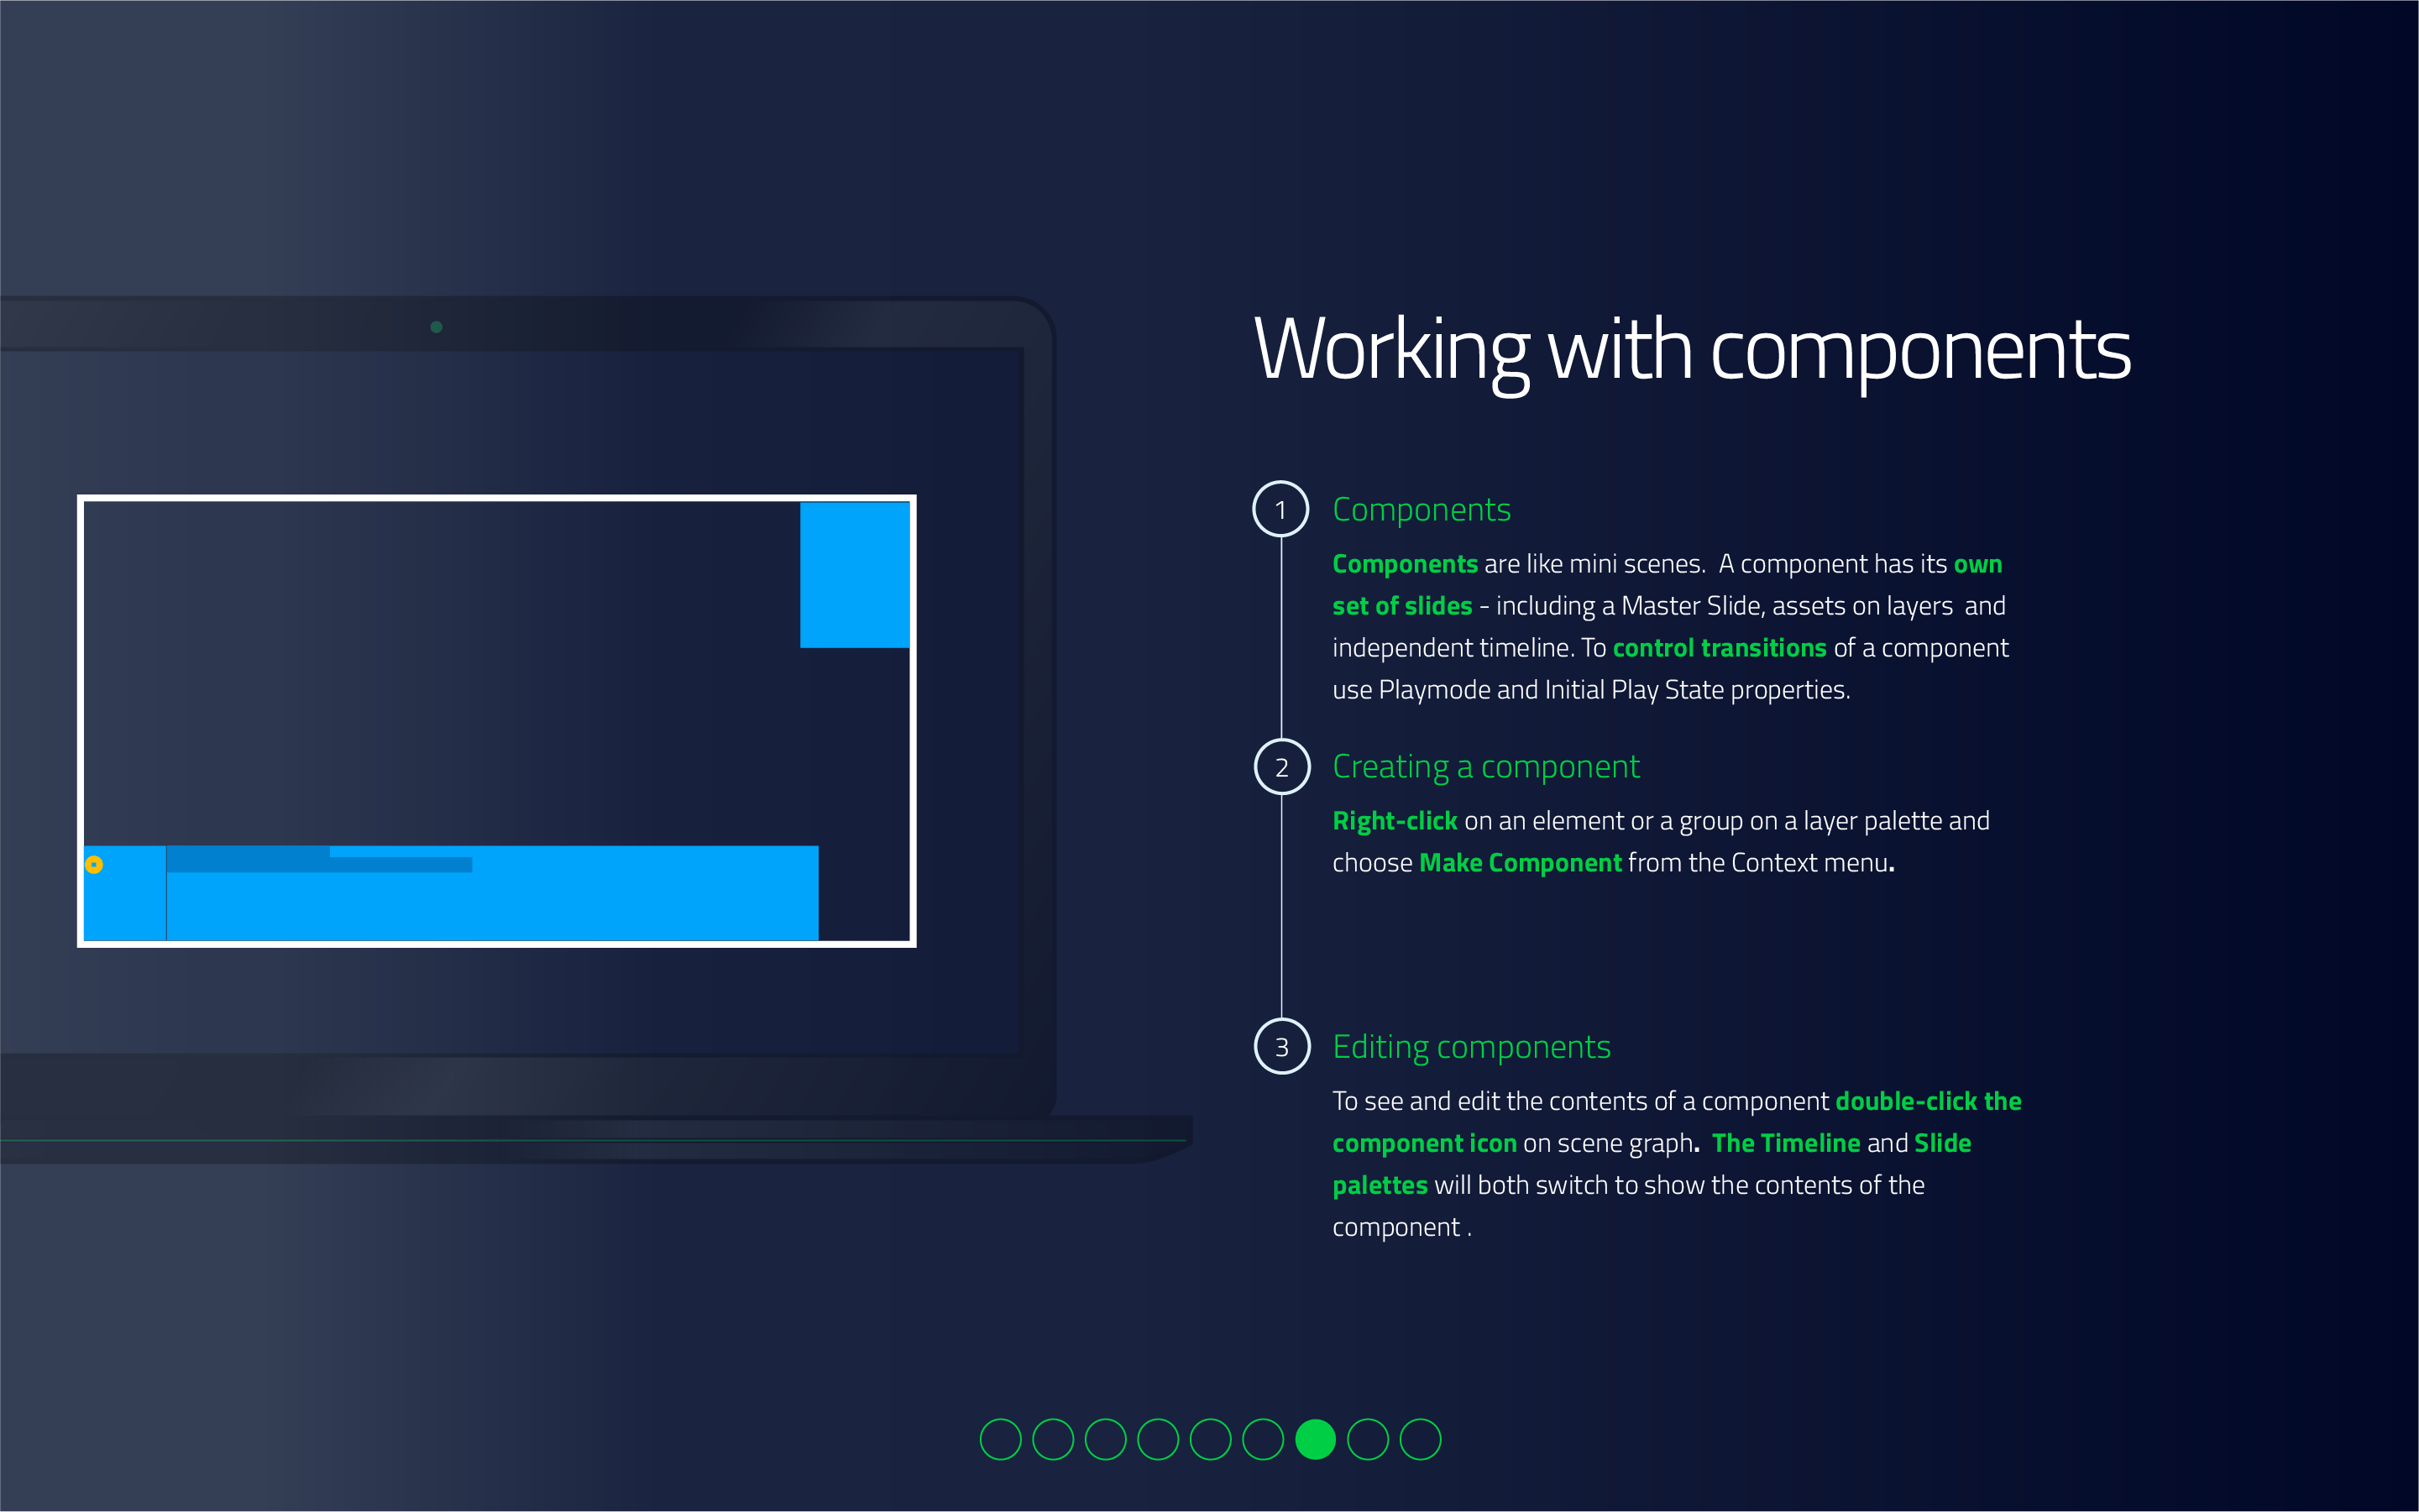 Working with components
1
Components
Components are like mini scenes.  A component has its own
set of slides - including a Master Slide, assets on layers  and
independent timeline. To control transitions of a component
use Playmode and Initial Play State properties.
2
Creating a component
Right-click on an element or a group on a layer palette and
choose Make Component from the Context menu.
3
Editing components
To see and edit the contents of a component double-click the
component icon on scene graph.  The Timeline and Slide
palettes will both switch to show the contents of the
component .